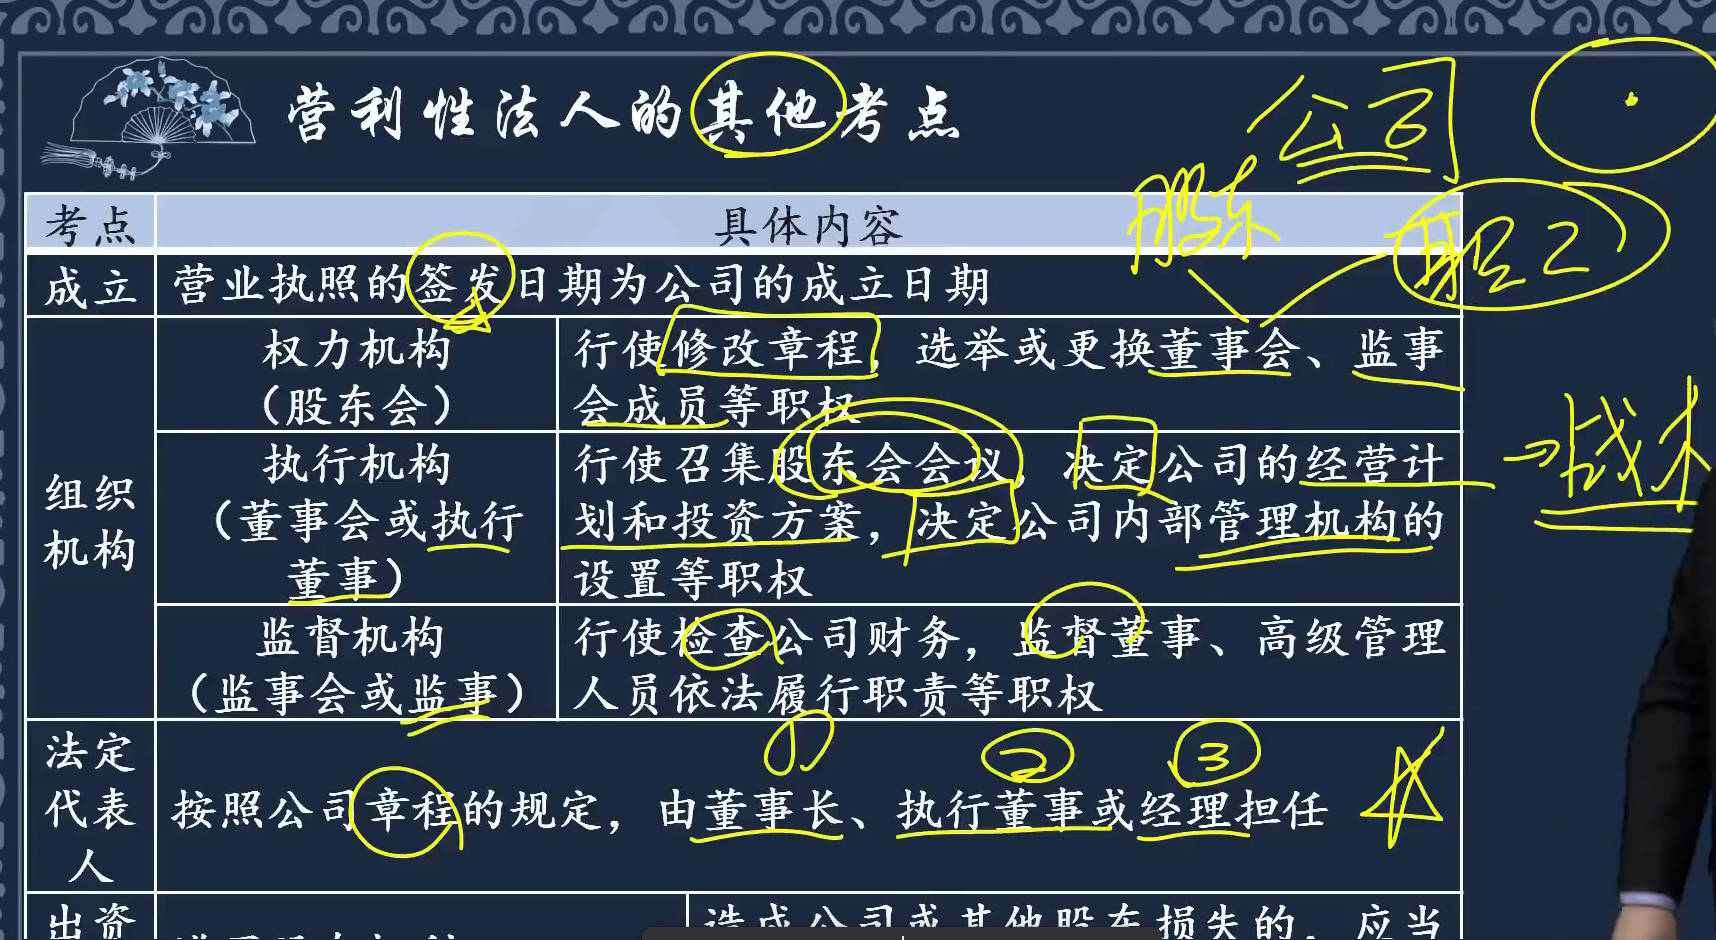 营利性法人的其他考点
公司
股东
职工
考点 具体内容
成立 营业执照的签发日期为公司的成立日期
组织机构
权力机构
（股东会）
行使修改章程，选举或更换董事会、监事
会成员等职权
执行机构
（董事会或执行
董事）
行使召集股东会会议，决定公司的经营计
划和投资方案，决定公司内部管理机构的
设置等职权
监督机构
（监事会或监事）
行使检查公司财务，监督董事、高级管理
人员依法履行职责等职权
① ② ③
法定
代表
人
按照公司章程的规定，由董事长、执行董事或经理担任
出资
造成公司或其他股东损失的，应当